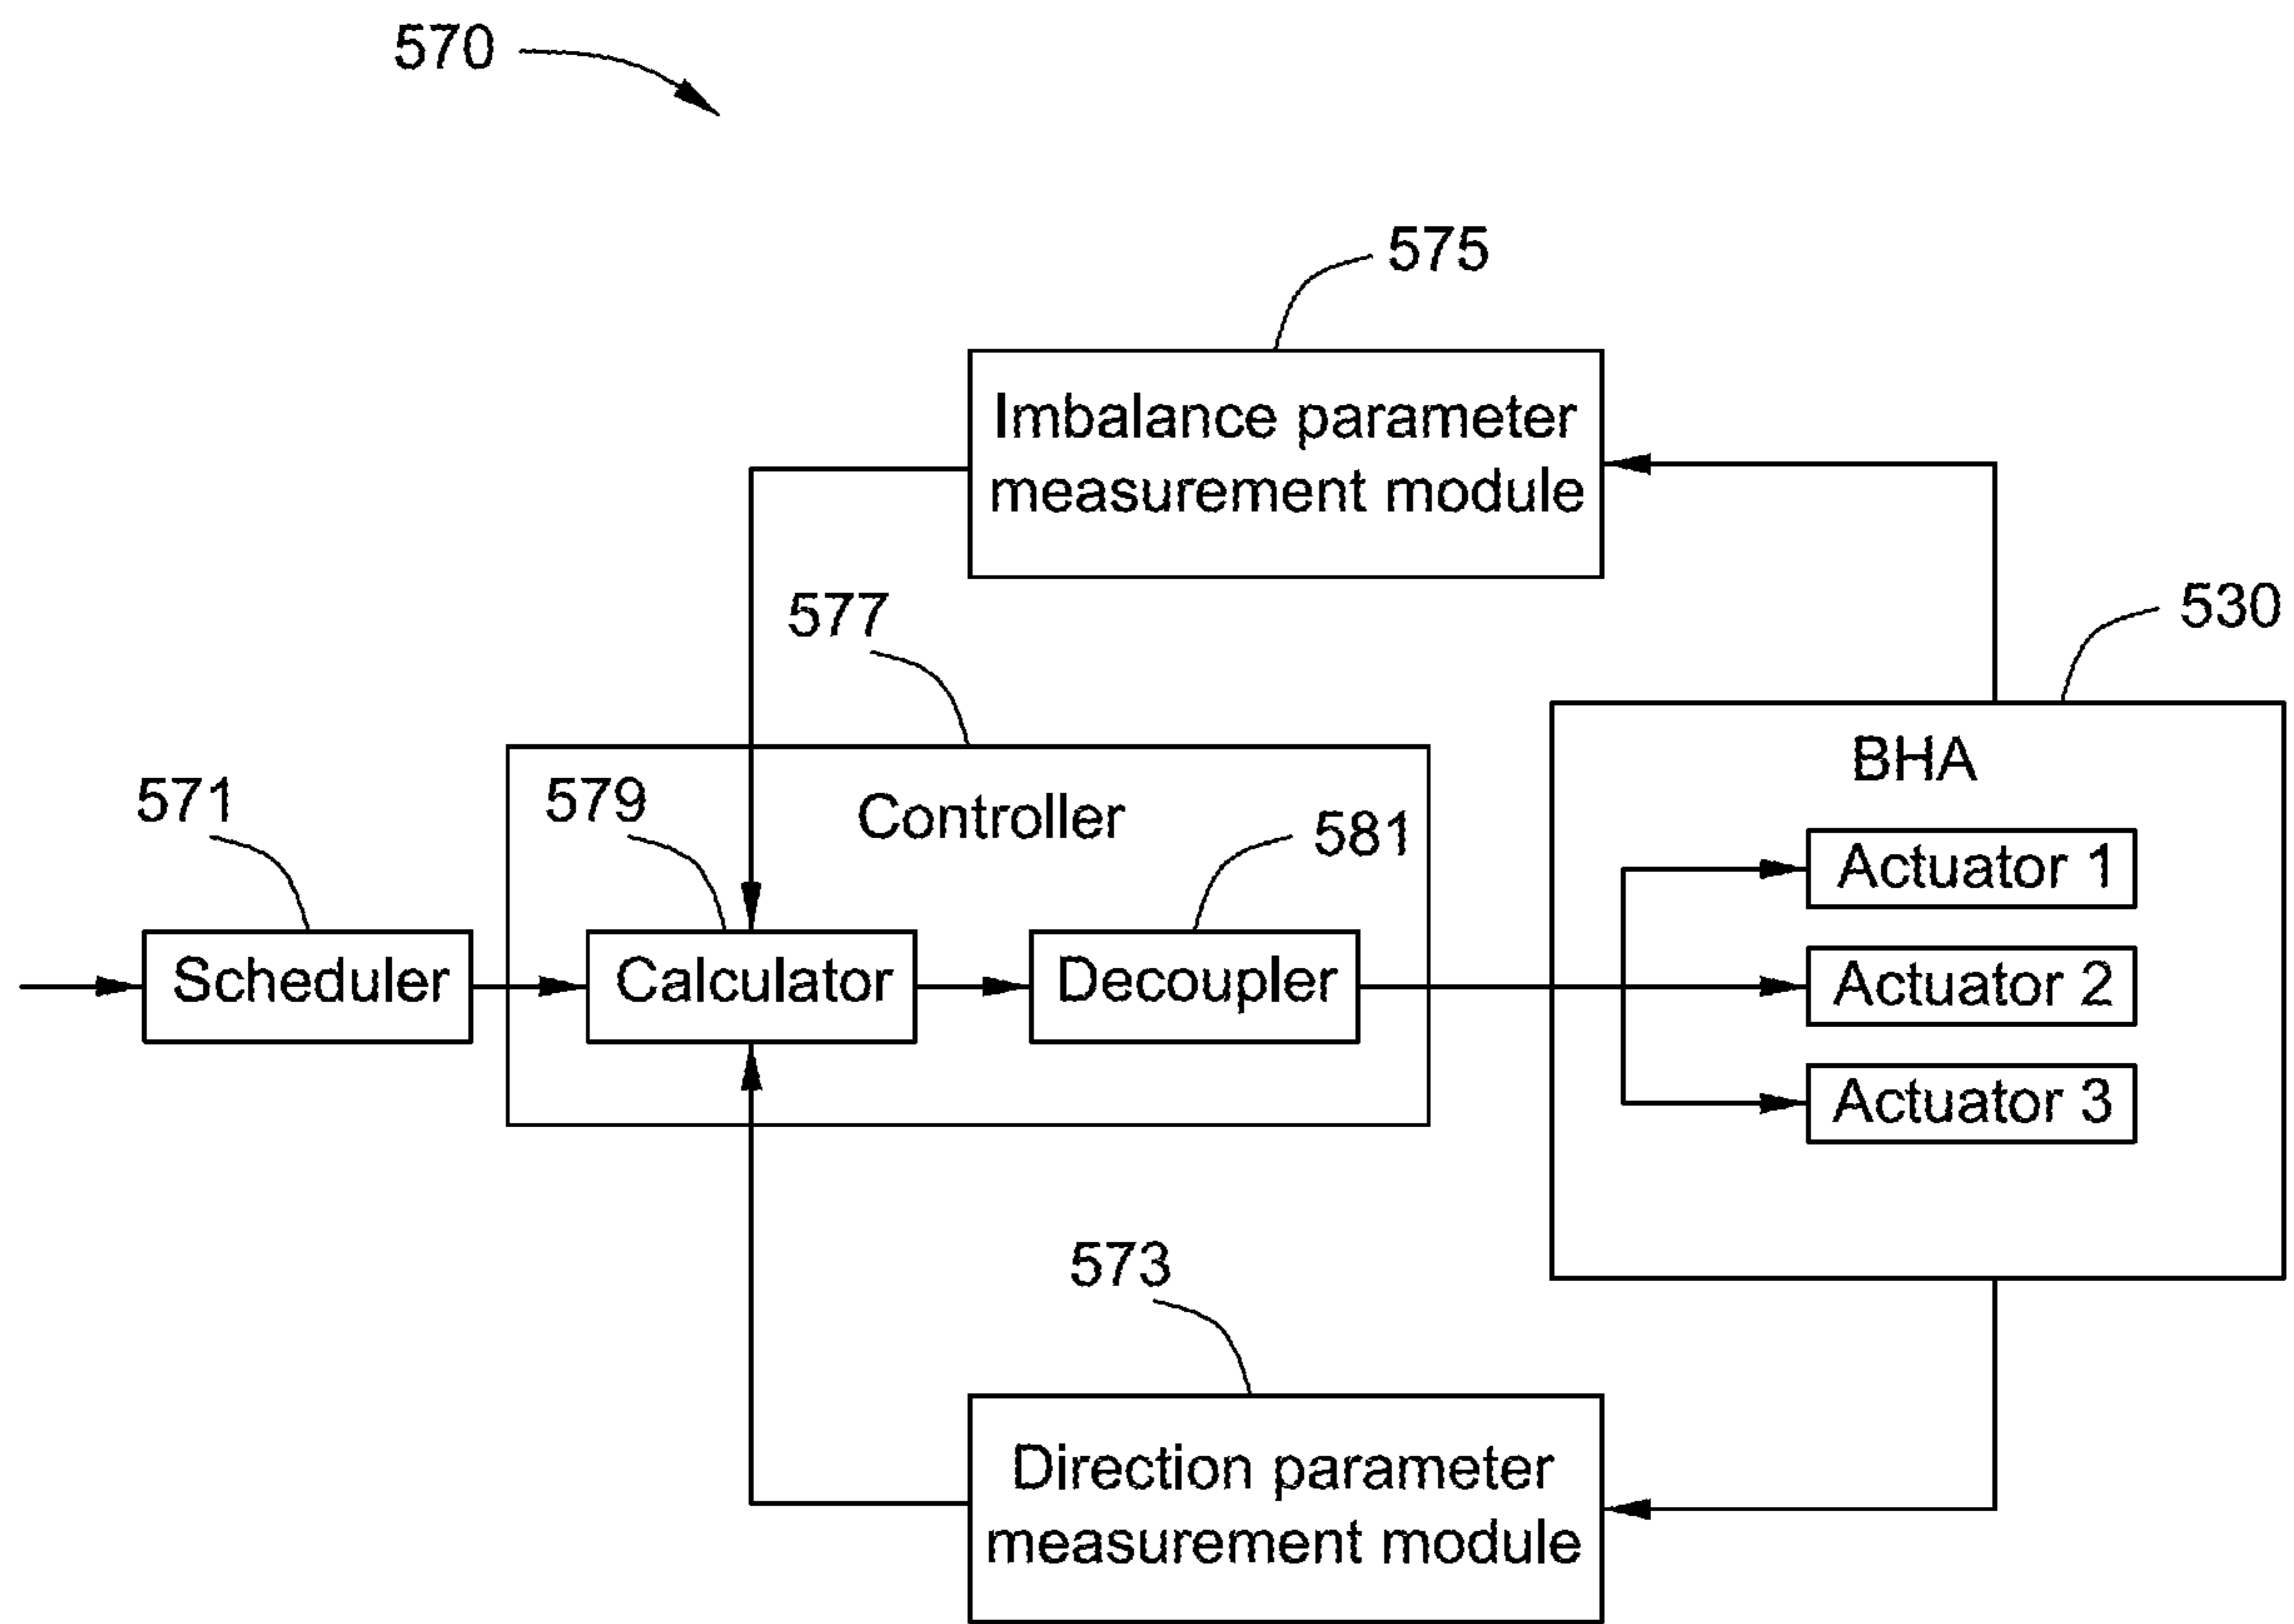 570
575
Imbalance parameter
measurement module
577
530
BHA
571
579
Controller
581
Actuator 1
Scheduler
Calculator
Decoupler
Actuator 2
Actuator 3
573
Direction parameter
measurement module